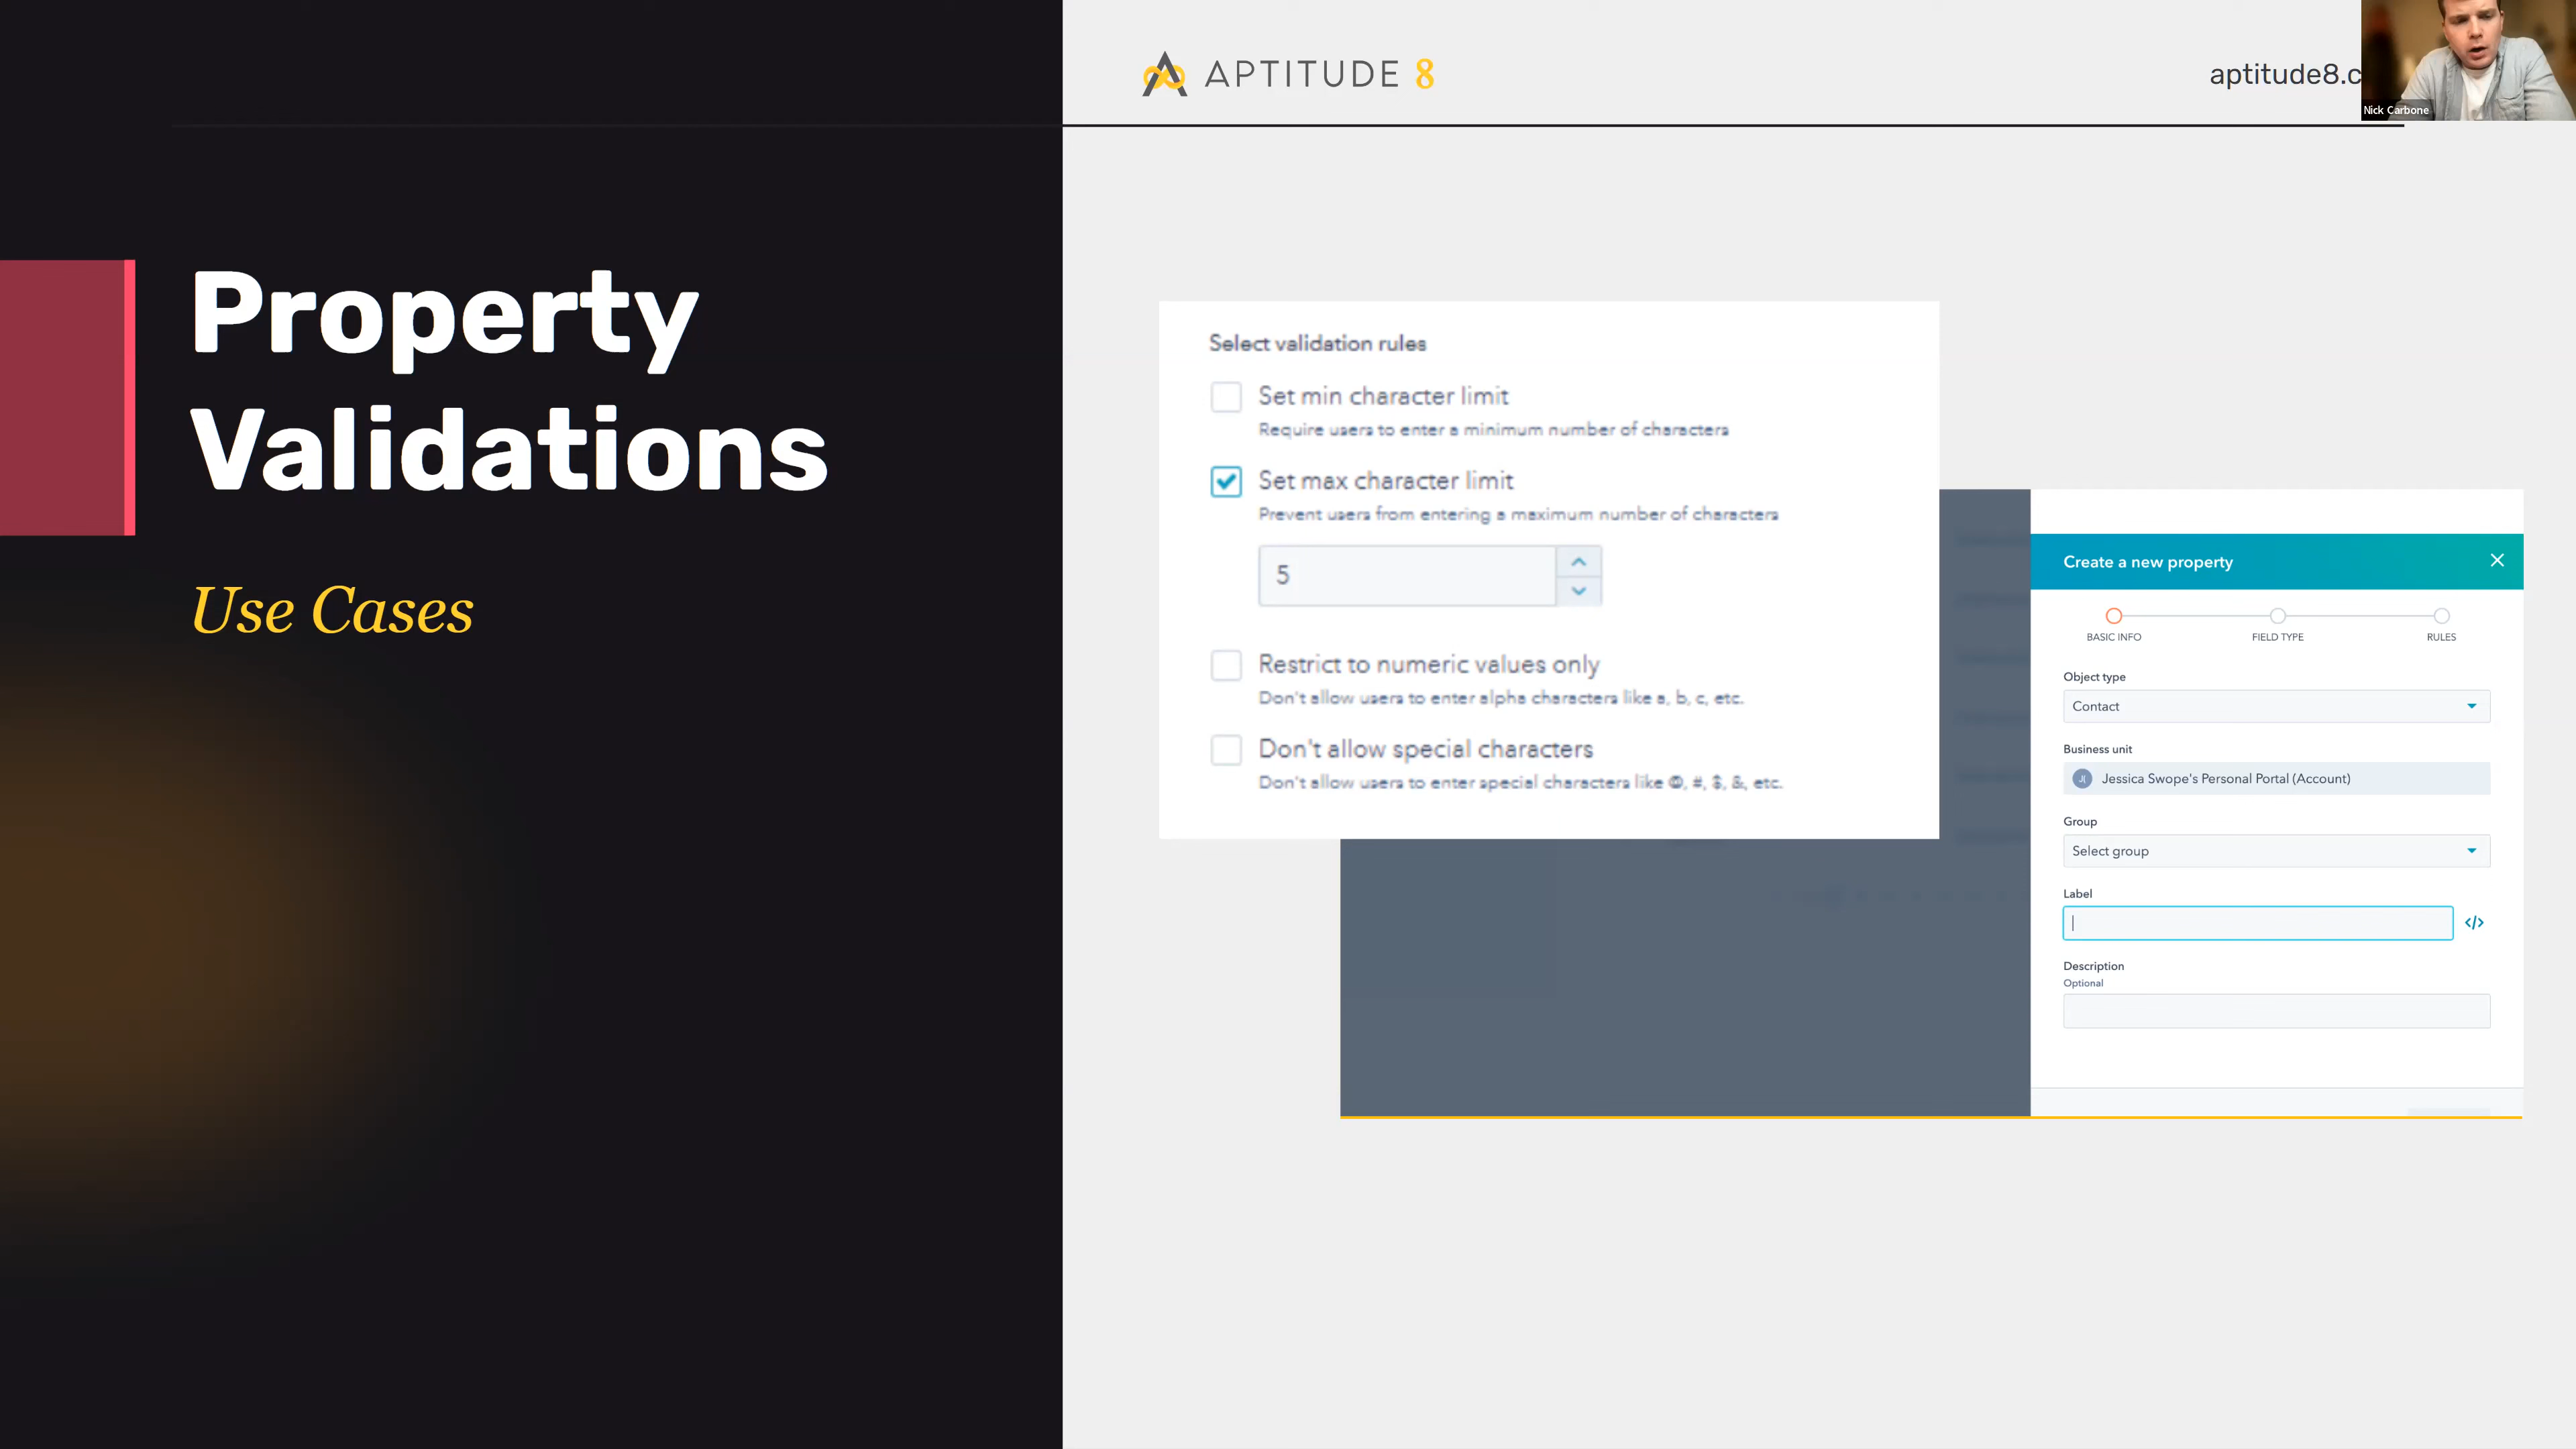 APTITUDE 8
aptitude8.c
Nick Carbone
Property
Validations
Use Cases
Select validation rules
Set min character limit
Require users to enter a minimum number of characters
Set max character limit
Prevent users from entering a maximum number of characters
5
Restrict to numeric values only
Don't allow users to enter alpha characters like a, b, c, etc.
Don't allow special characters
Don't allow users to enter special characters like @, #, $, &, etc.
Create a new property
BASIC INFO
FIELD TYPE
RULES
Object type
Contact
Business unit
J( Jessica Swope's Personal Portal (Account)
Group
Select group
Label
</>
Description
Optional